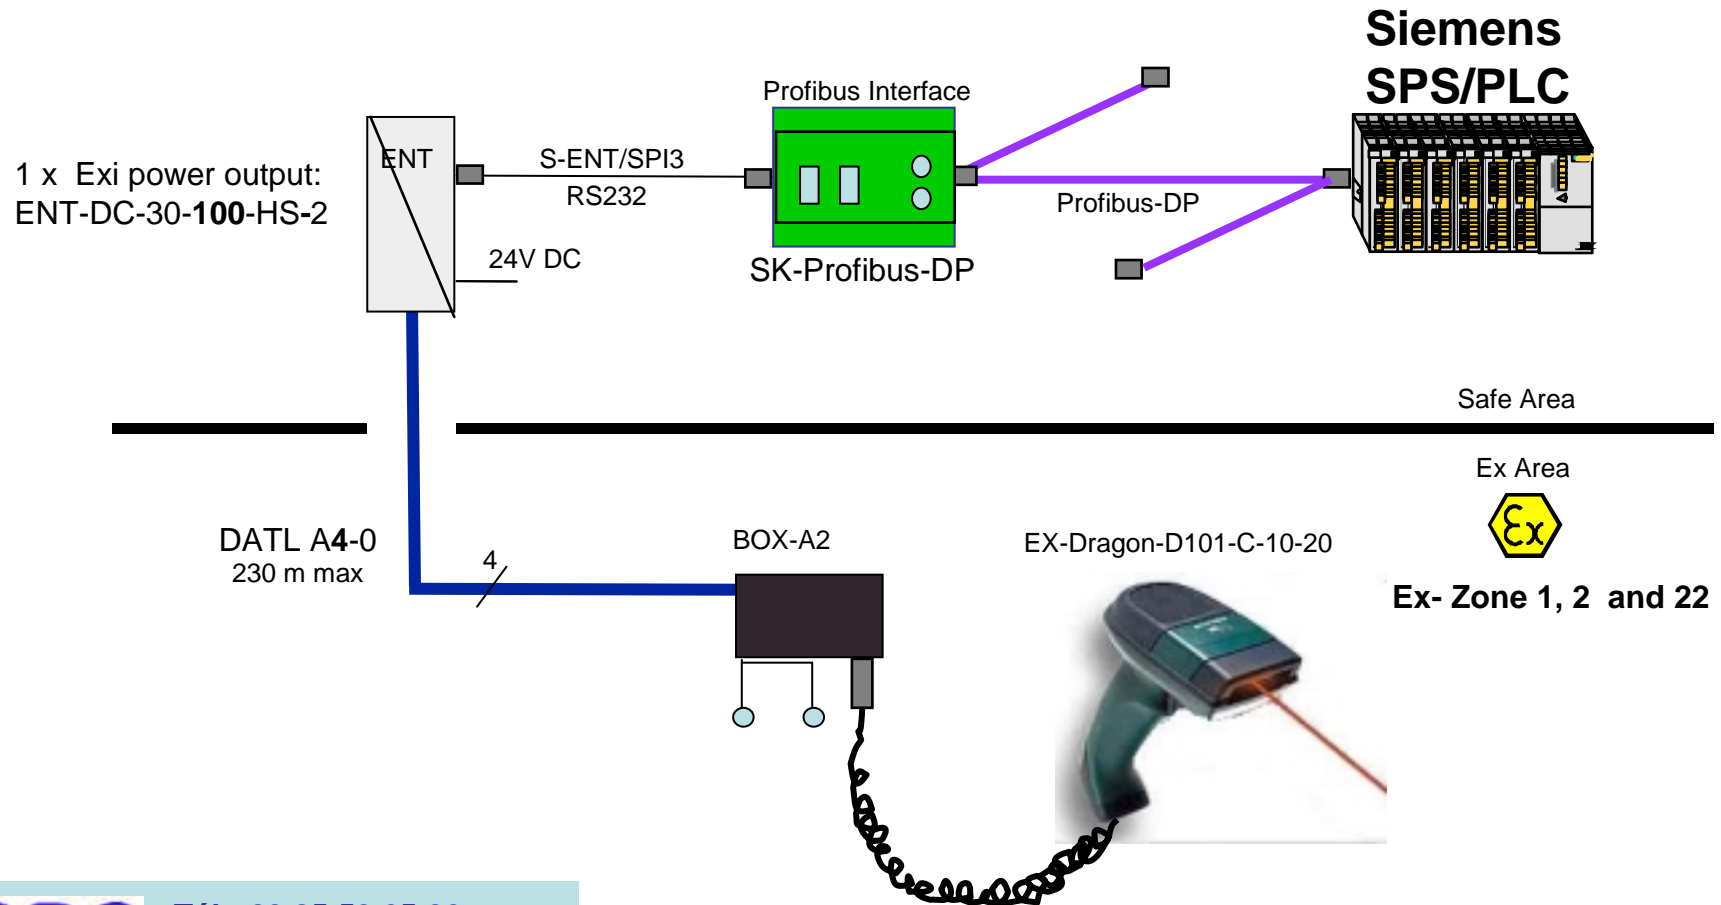 Siemens
SPS/PLC
Profibus Interface
ENT
S-ENT/SPI3
RS232
1 x Exi power output:
ENT-DC-30-100-HS-2
Profibus-DP
24V DC
SK-Profibus-DP
Safe Area
Ex Area
Ex
DATL A4-0
230 m max
4
BOX-A2
EX-Dragon-D101-C-10-20
Ex- Zone 1, 2 and 22